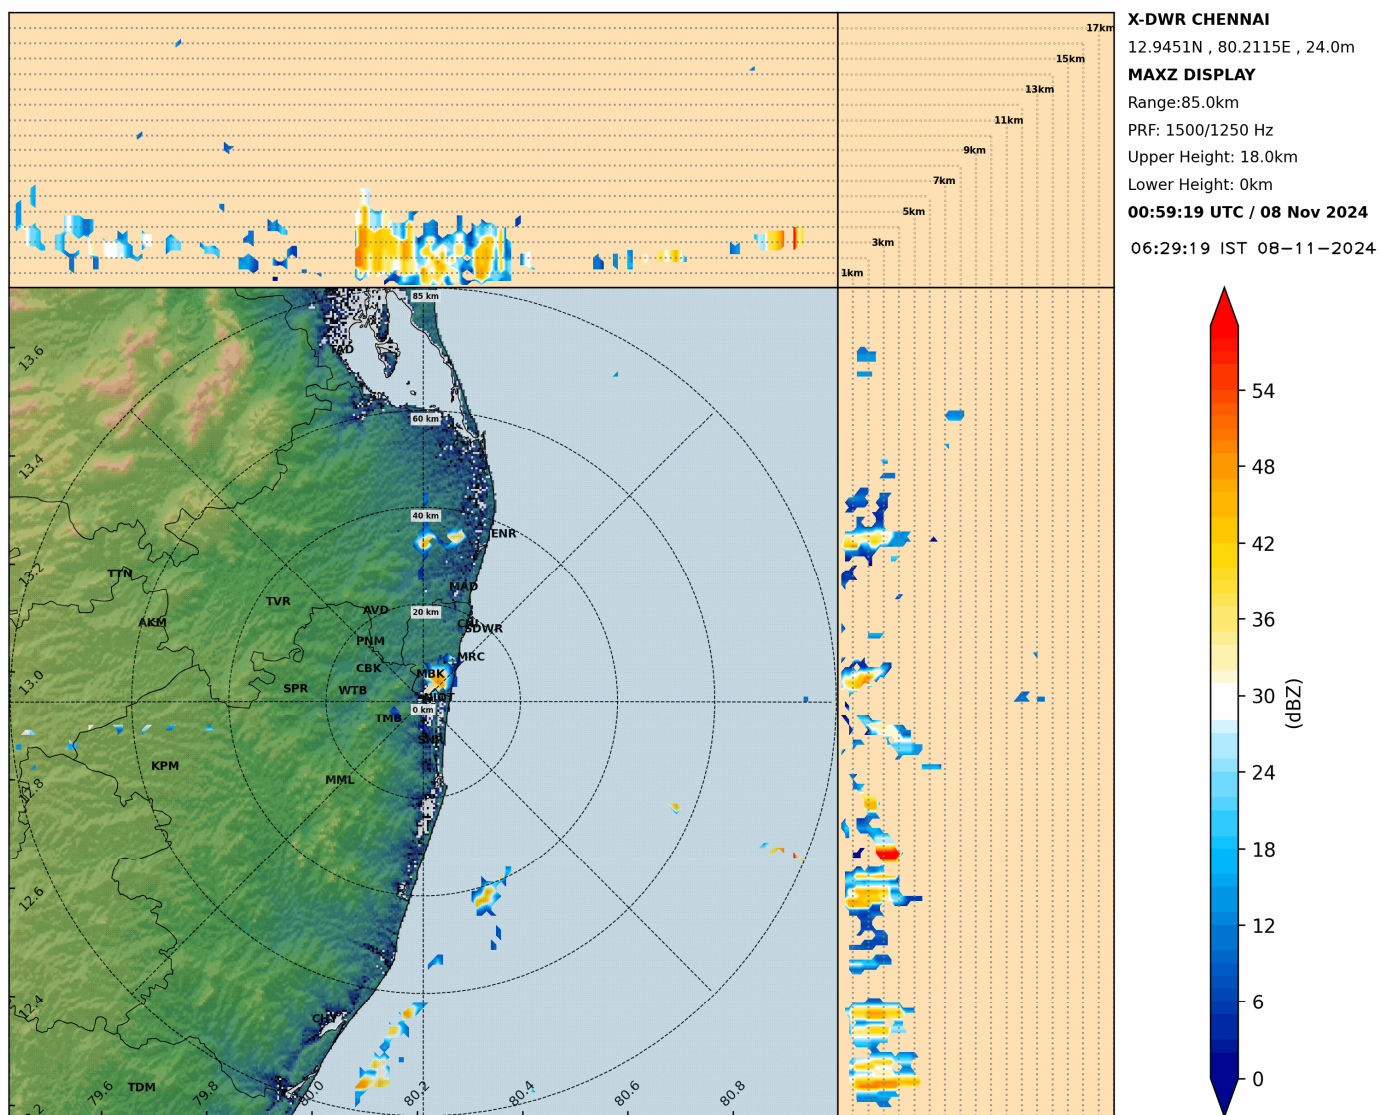 X-DWR CHENNAI
12.9451N , 80.2115E , 24.0m
MAXZ DISPLAY
Range:85.0km
PRF: 1500/1250 Hz
Upper Height: 18.0km
Lower Height: 0km
00:59:19 UTC / 08 Nov 2024
06:29:19 IST 08-11-2024
17km
15km
13km
11km
9km
7km
5km
3km
1km
85 km
TAD
13.6
60 km
13.4
40 km
ENR
13.2
TTN
MAD
TVR
AVD
20 km
AKM
SDWR
PNM
MRC
CBK
MBK
13.0
SPR
WTB
NIOT
0 km
TMB
KPM
MML
12.8
12.6
12.4
TDM
79.6
79.8
80.0
80.2
80.4
80.6
80.8
54
48
42
36
30
24
18
12
6
0
(dBZ)